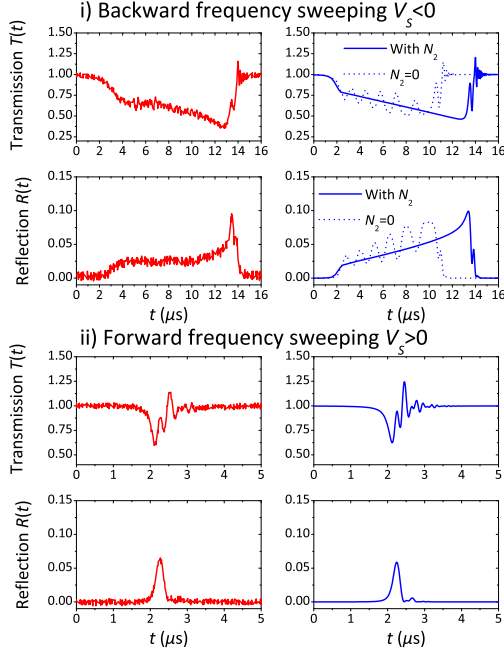 i) Backward frequency sweeping V_S<0
Transmission T(t)
1.50
1.25
1.00
0.75
0.50
0.25
0 2 4 6 8 10 12 14 16
t (μs)
With N_2
N_2=0
1.50
1.25
1.00
0.75
0.50
0.25
0 2 4 6 8 10 12 14 16
t (μs)
Reflection R(t)
0.15
0.10
0.05
0.00
0 2 4 6 8 10 12 14 16
t (μs)
With N_2
N_2=0
0.15
0.10
0.05
0.00
0 2 4 6 8 10 12 14 16
t (μs)
ii) Forward frequency sweeping V_S>0
Transmission T(t)
1.50
1.25
1.00
0.75
0 1 2 3 4 5
1.50
1.25
1.00
0.75
0 1 2 3 4 5
Reflection R(t)
0.15
0.10
0.05
0.00
0 1 2 3 4 5
t (μs)
0.15
0.10
0.05
0.00
0 1 2 3 4 5
t (μs)